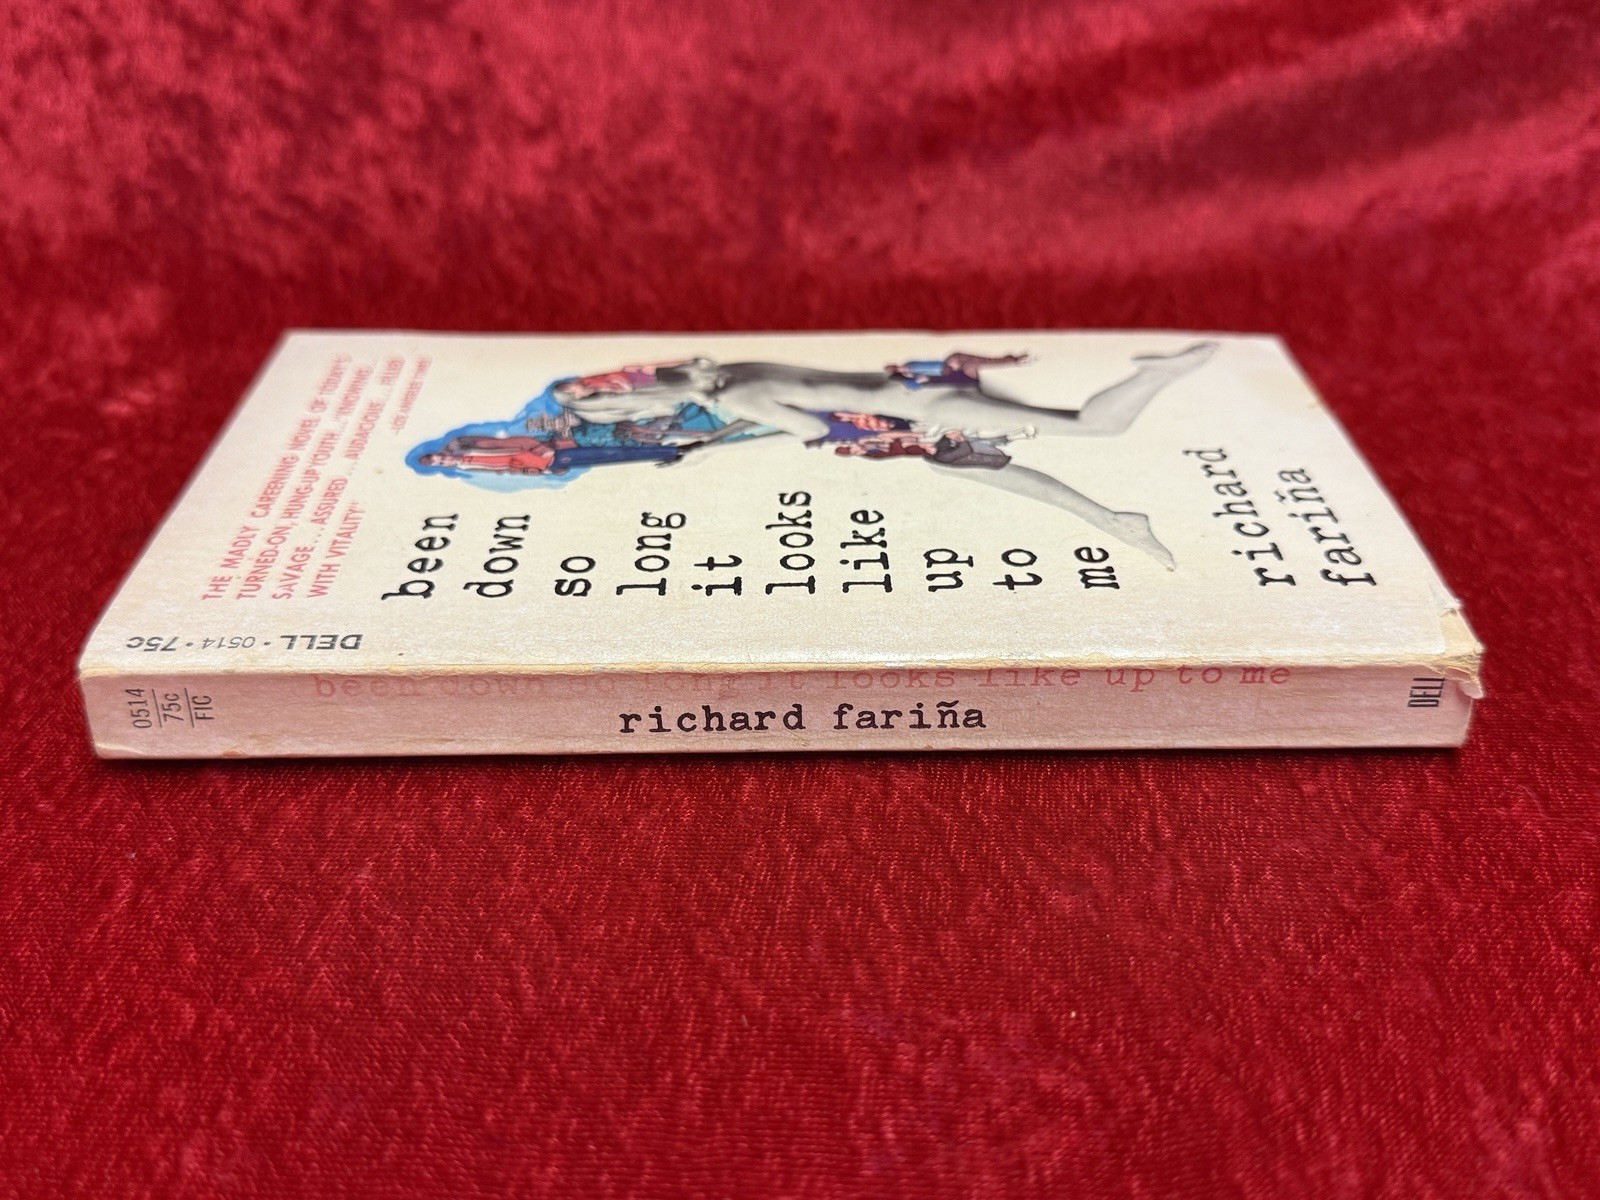 THE MADLY CAREENING NOVEL OF TODAY'S
TURNED-ON, HUNG-UP YOUTH...
SAVAGE...ASSURED...AUDACIOUS...FILLED
WITH VITALITY"
been
down
so
long
it
looks
like
up
to
me
richard
fariña
DELL • 0514 • 75c
0514
75c
FIC
been down so long it looks like up to me
richard fariña
DELL